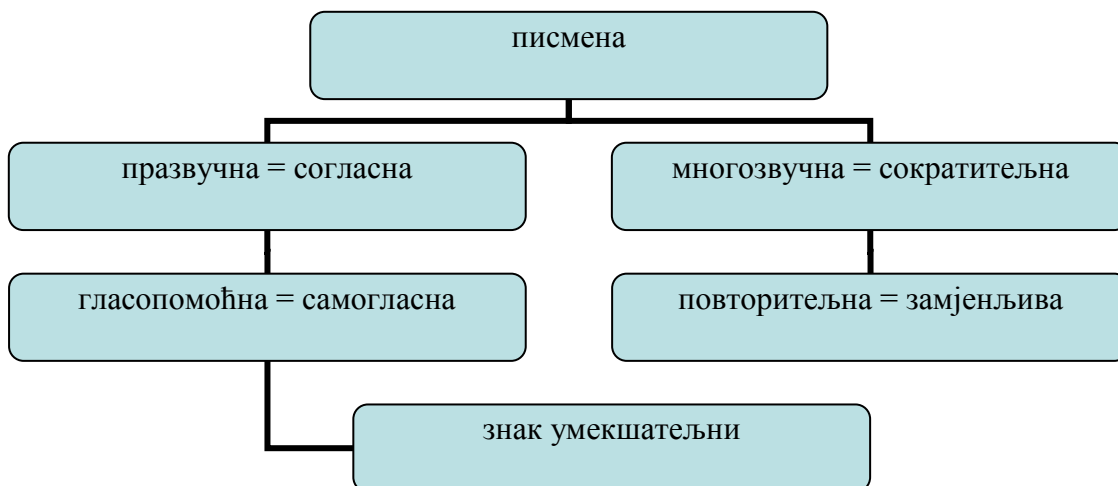 писмена
празвучна = согласна
многозвучна = сократитељна
гласопомоћна = самогласна
повторитељна = замјенљива
знак умекшатељни